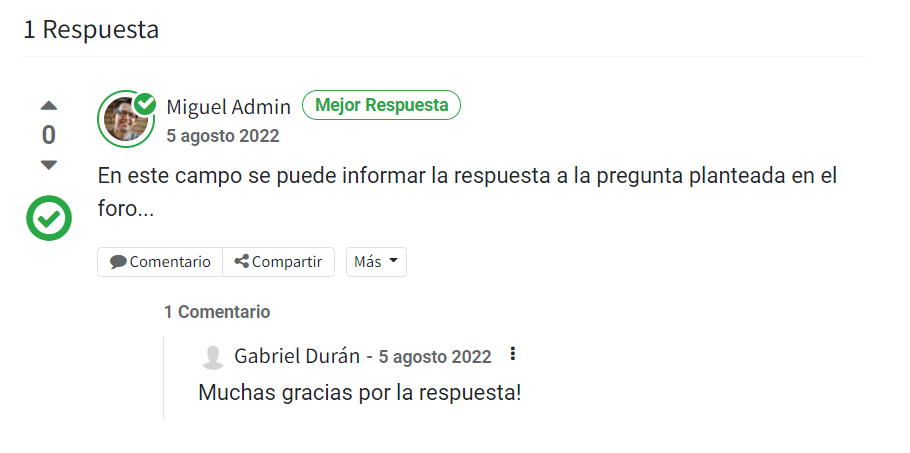 1 Respuesta
Miguel Admin Mejor Respuesta
5 agosto 2022
0
En este campo se puede informar la respuesta a la pregunta planteada en el
foro...
Comentario Compartir Más
1 Comentario
Gabriel Durán - 5 agosto 2022
Muchas gracias por la respuesta!